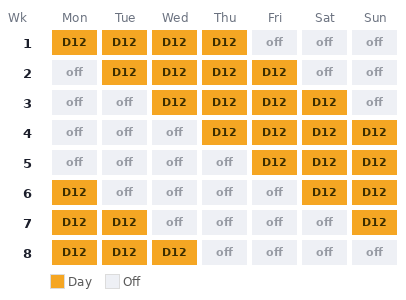 Wk Mon Tue Wed Thu Fri Sat Sun
1 D12 D12 D12 D12 off off off
2 off D12 D12 D12 D12 off off
3 off off D12 D12 D12 D12 off
4 off off off D12 D12 D12 D12
5 off off off off D12 D12 D12
6 D12 off off off off D12 D12
7 D12 D12 off off off off D12
8 D12 D12 D12 off off off off
Day Off